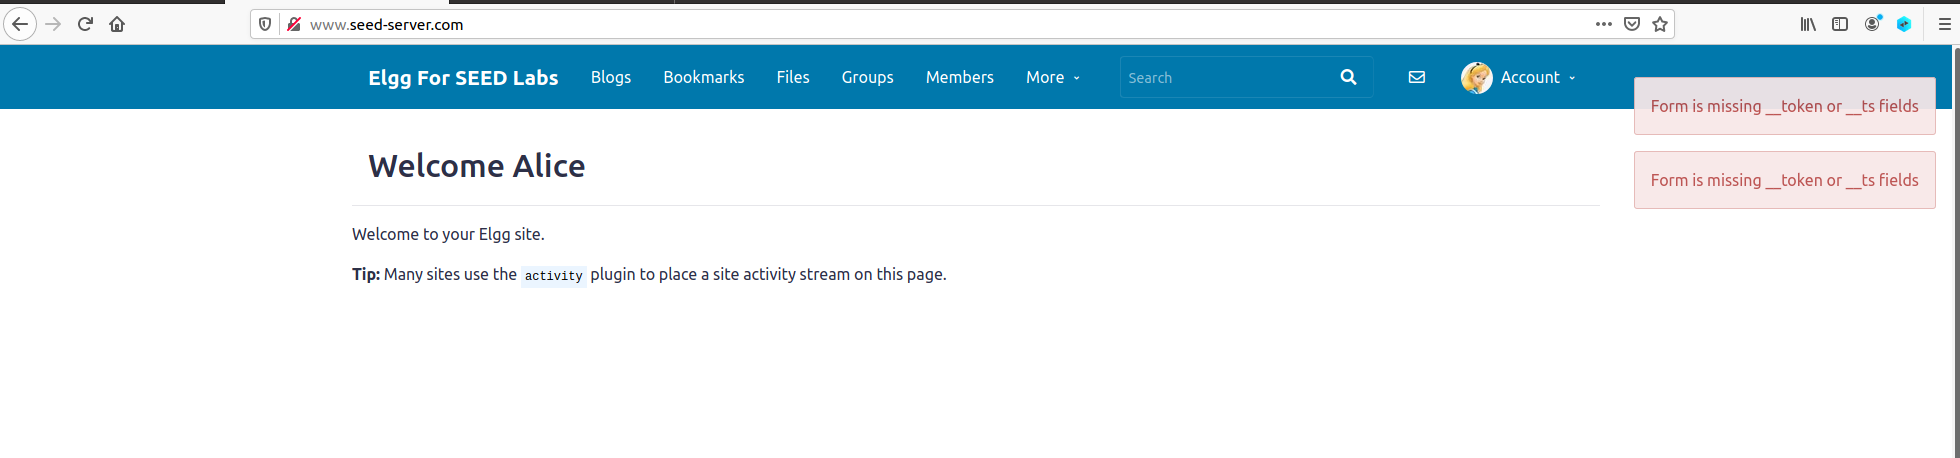 www.seed-server.com
Elgg For SEED Labs Blogs Bookmarks Files Groups Members More Search Account
Form is missing __token or __ts fields
Form is missing __token or __ts fields
Welcome Alice
Welcome to your Elgg site.
Tip: Many sites use the activity plugin to place a site activity stream on this page.